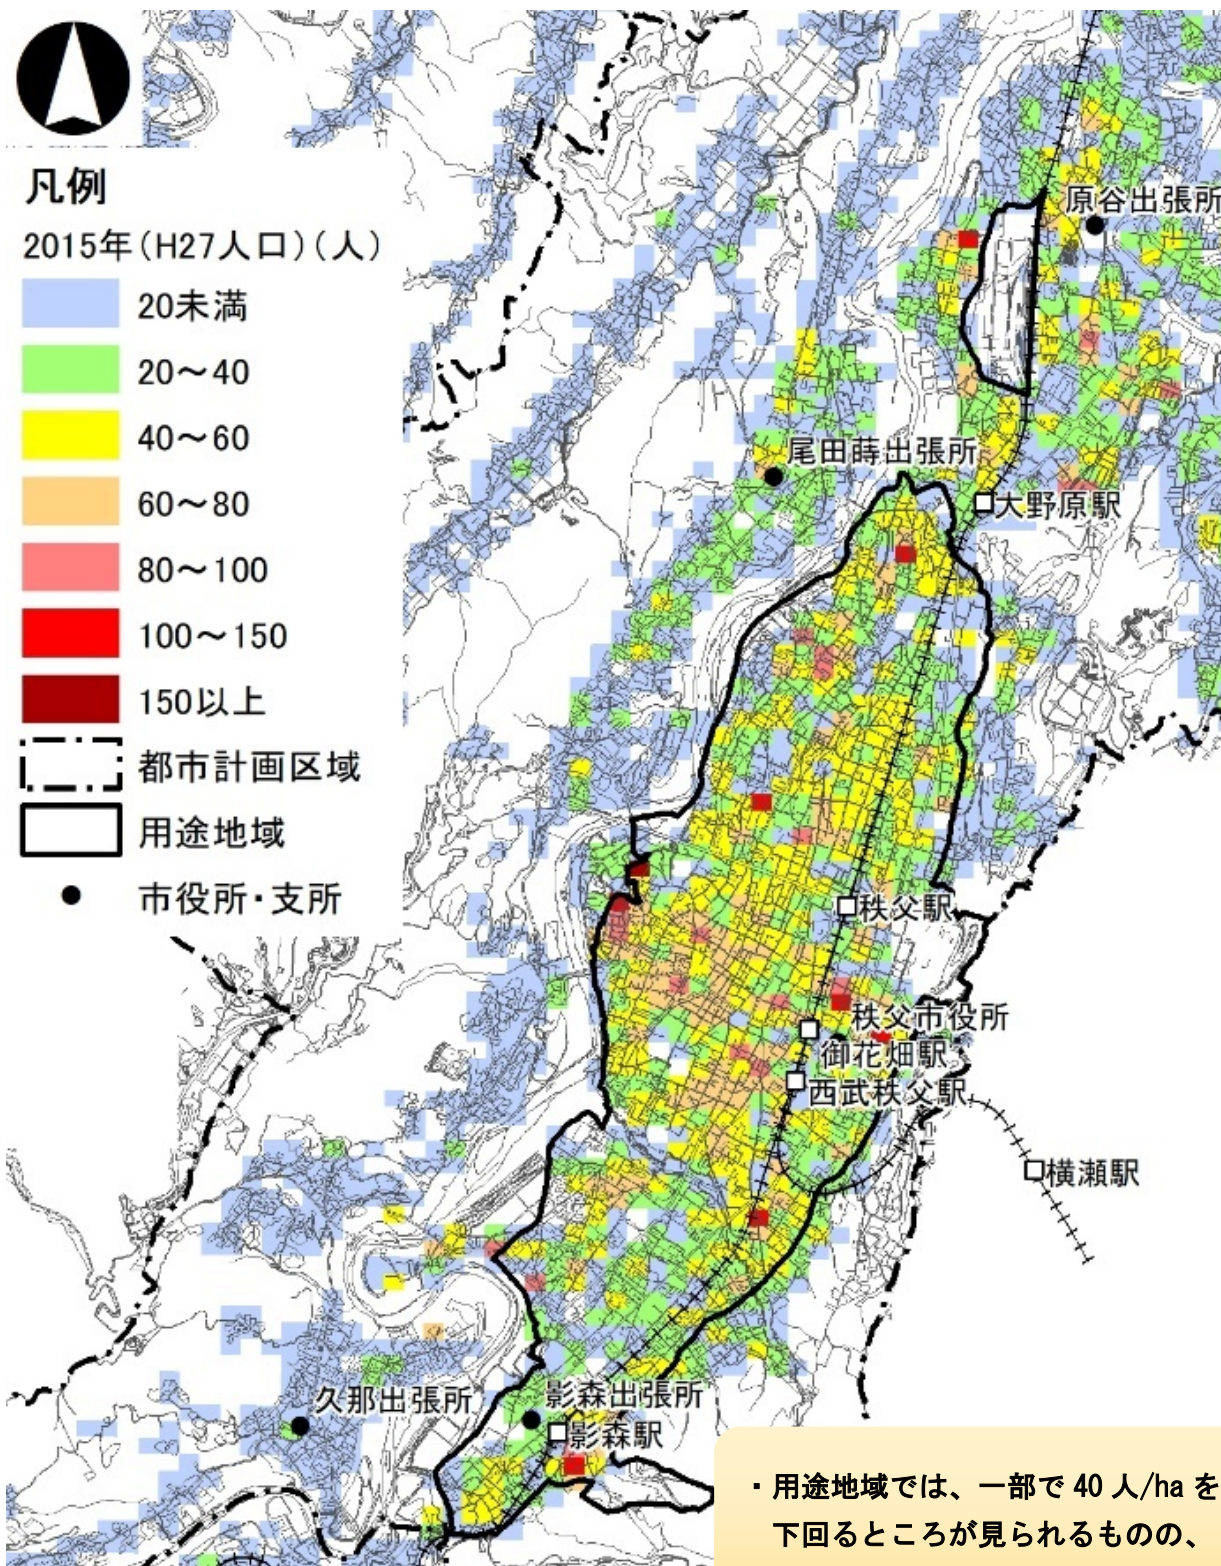 凡例
2015年(H27人口)(人)
20未満
20～40
40～60
60～80
80～100
100～150
150以上
都市計画区域
用途地域
市役所・支所
原谷出張所
尾田蒔出張所
大野原駅
秩父駅
秩父市役所
御花畑駅
西武秩父駅
横瀬駅
久那出張所
影森出張所
影森駅
・用途地域では、一部で 40 人/ha を
下回るところが見られるものの、